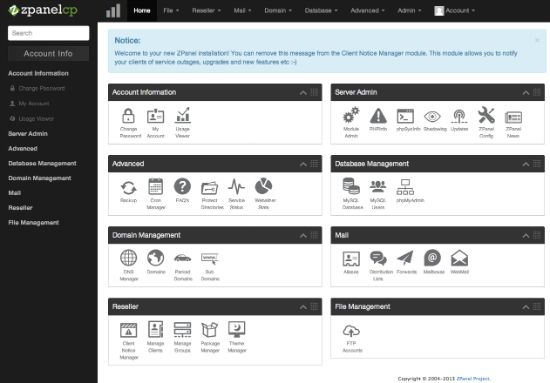 zpanelcp
Home File Reseller Mail Domain Database Advanced Admin Account
Search
Account Info
Account Information
Change Password
My Account
Usage Viewer
Server Admin
Advanced
Database Management
Domain Management
Mail
Reseller
File Management
Notice:
Welcome to your new ZPanel installation! You can remove this message from the Client Notice Manager module. This module allows you to notify
your clients of service outages, upgrades and new features etc :-)
Account Information
Change Password
My Account
Usage Viewer
Server Admin
Module Admin
PHPInfo
phpSysInfo
Shadowing
Updates
ZPanel Config
ZPanel News
Advanced
Backup
Cron Manager
FAQ's
Protect Directories
Service Status
Webalizer Stats
Database Management
MySQL Database
MySQL Users
phpMyAdmin
Domain Management
DNS Manager
Domains
Parked Domains
Sub Domains
WWW.
Mail
Aliases
Distribution Lists
Forwards
Mailboxes
WebMail
Reseller
Client Notice Manager
Manage Clients
Manage Groups
Package Manager
Theme Manager
File Management
FTP Accounts
Copyright © 2004-2013 ZPanel Project.